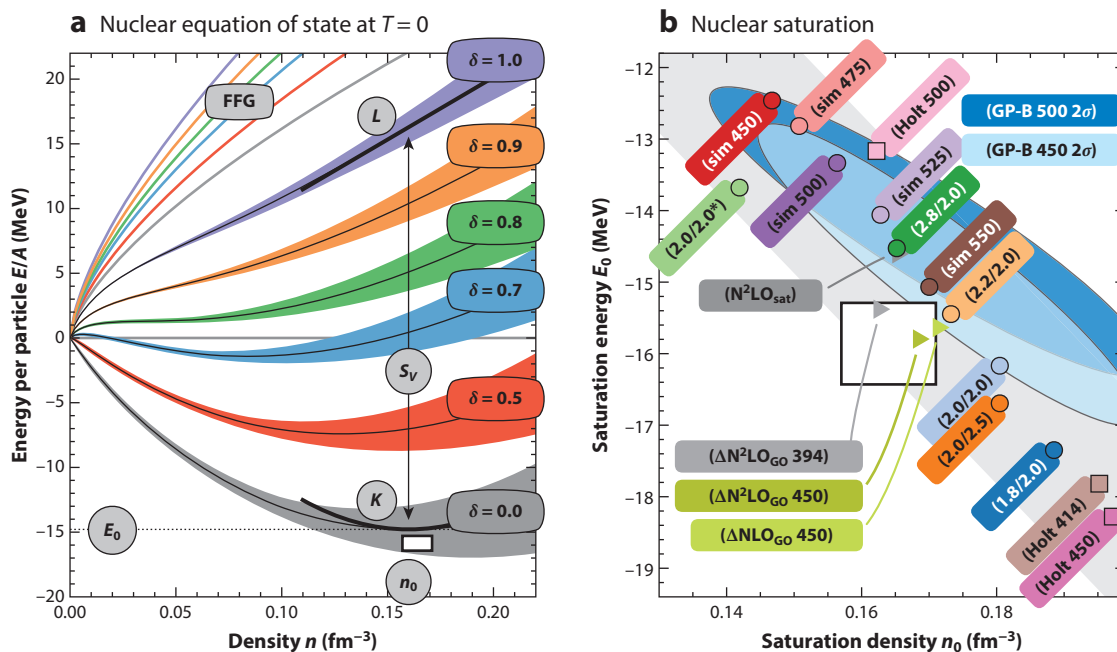 a Nuclear equation of state at T = 0
Energy per particle E/A (MeV)
20
15
10
5
0
−5
−10
−15
−20
0.00
0.05
0.10
0.15
0.20
Density n (fm⁻³)
FFG
L
S_V
K
E₀
n₀
δ = 1.0
δ = 0.9
δ = 0.8
δ = 0.7
δ = 0.5
δ = 0.0
b Nuclear saturation
Saturation energy E₀ (MeV)
−12
−13
−14
−15
−16
−17
−18
−19
0.14
0.16
0.18
Saturation density n₀ (fm⁻³)
(sim 450)
(sim 475)
(Holt 500)
(GP-B 500 2σ)
(GP-B 450 2σ)
(2.0/2.0*)
(sim 500)
(sim 525)
(2.8/2.0)
(N²LO_sat)
(sim 550)
(2.2/2.0)
(2.0/2.0)
(2.0/2.5)
(ΔN²LO_GO 394)
(ΔN²LO_GO 450)
(ΔNLO_GO 450)
(1.8/2.0)
(Holt 414)
(Holt 450)